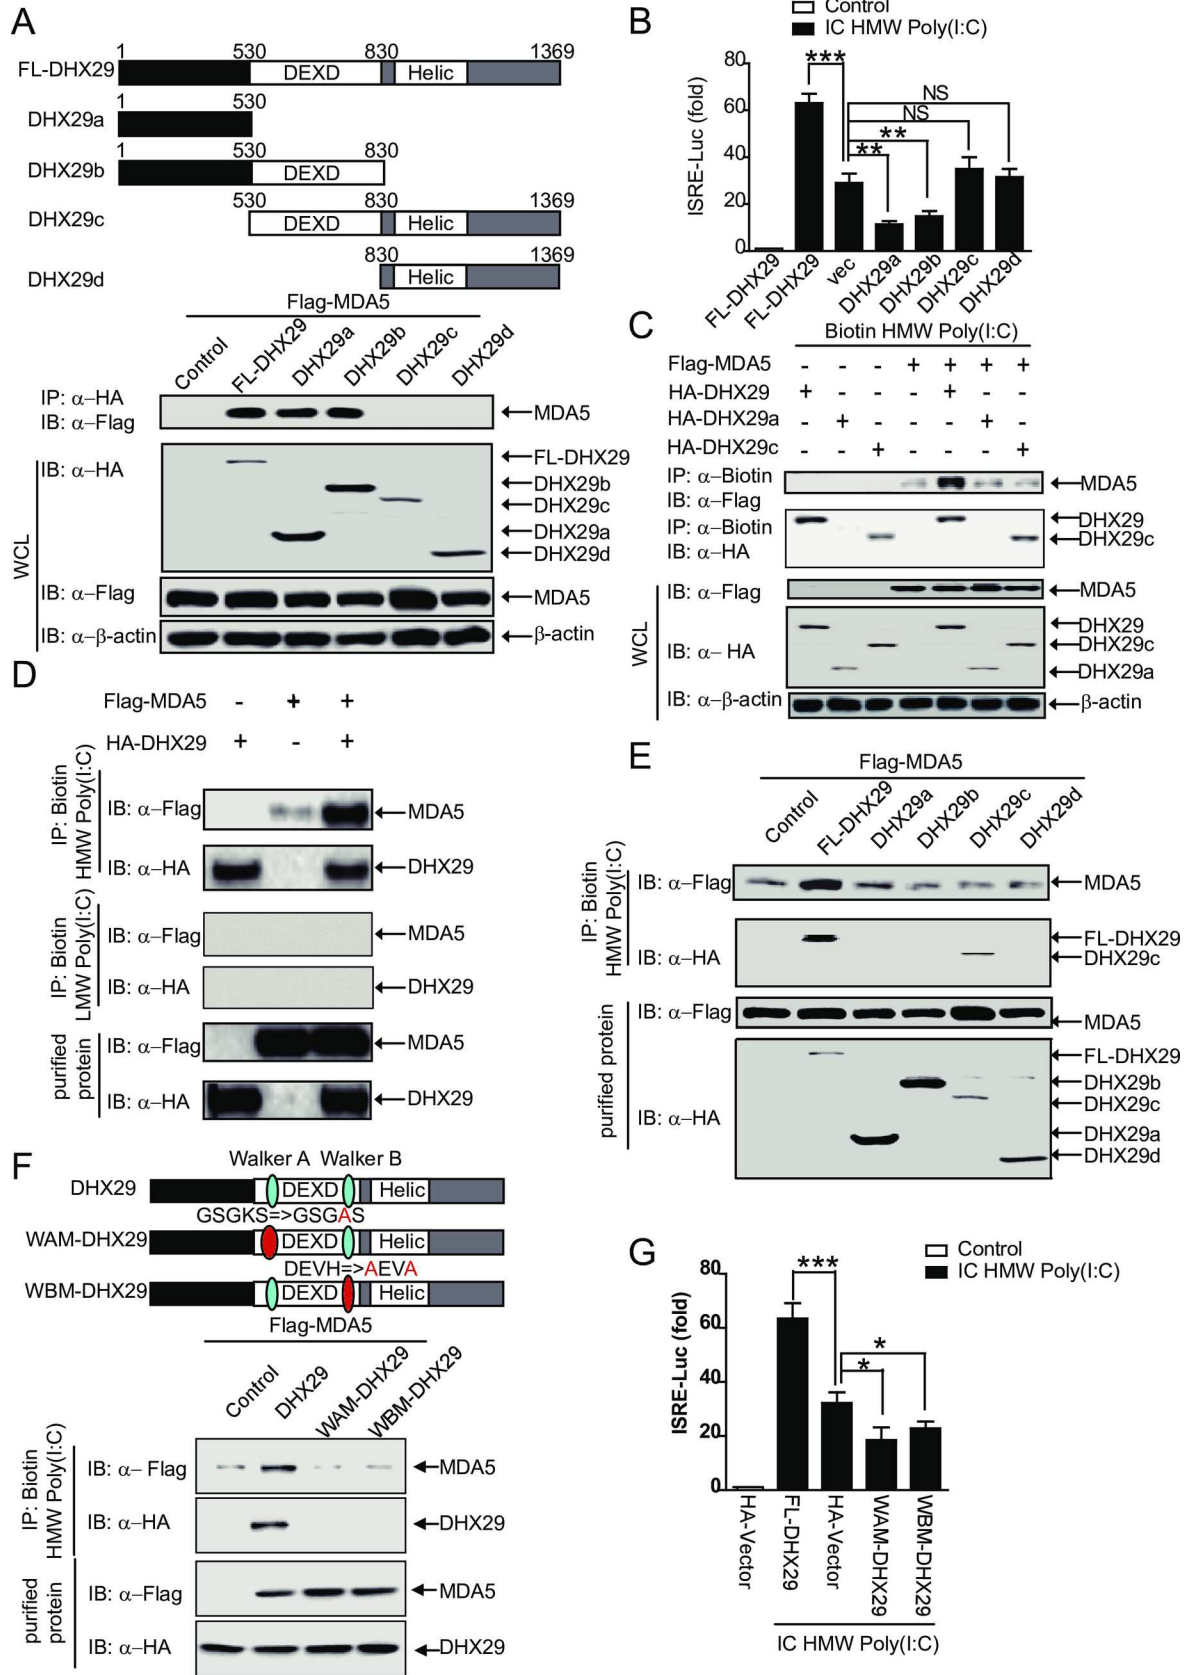 A
1 530 830 1369
FL-DHX29 DEXD Helic
1 530
DHX29a
1 530 830
DHX29b DEXD
530 830 1369
DHX29c DEXD Helic
830 1369
DHX29d Helic
Flag-MDA5
Control FL-DHX29 DHX29a DHX29b DHX29c DHX29d
IP: α–HA
IB: α–Flag
MDA5
WCL
IB: α–HA
FL-DHX29
DHX29b
DHX29c
DHX29a
DHX29d
IB: α–Flag MDA5
IB: α–β-actin β-actin
B
Control
IC HMW Poly(I:C)
ISRE-Luc (fold)
80
60
40
20
0
*** ** ** NS NS
FL-DHX29 FL-DHX29 vec DHX29a DHX29b DHX29c DHX29d
C
Biotin HMW Poly(I:C)
Flag-MDA5 - - - + + + +
HA-DHX29 + - - - + - -
HA-DHX29a - + - - - + -
HA-DHX29c - - + - - - +
IP: α–Biotin
IB: α–Flag
MDA5
IP: α–Biotin
IB: α–HA
DHX29
DHX29c
WCL
IB: α–Flag MDA5
IB: α– HA
DHX29
DHX29c
DHX29a
IB: α–β-actin β-actin
D
Flag-MDA5 - + +
HA-DHX29 + - +
IP: Biotin
HMW Poly(I:C)
IB: α–Flag MDA5
IB: α–HA DHX29
IP: Biotin
LMW Poly(I:C)
IB: α–Flag MDA5
IB: α–HA DHX29
purified
protein
IB: α–Flag MDA5
IB: α–HA DHX29
E
Flag-MDA5
Control FL-DHX29 DHX29a DHX29b DHX29c DHX29d
IP: Biotin
HMW Poly(I:C)
IB: α–Flag MDA5
IB: α–HA
FL-DHX29
DHX29c
purified protein
IB: α–Flag
MDA5
IB: α–HA
FL-DHX29
DHX29b
DHX29c
DHX29a
DHX29d
F
Walker A Walker B
DHX29 DEXD Helic
GSGKS=>GSGAS
WAM-DHX29 DEXD Helic
DEVH=>AEVA
WBM-DHX29 DEXD Helic
Flag-MDA5
Control DHX29 WAM-DHX29 WBM-DHX29
IP: Biotin
HMW Poly(I:C)
IB: α– Flag MDA5
IB: α–HA DHX29
purified
protein
IB: α–Flag MDA5
IB: α–HA DHX29
G
Control
IC HMW Poly(I:C)
ISRE-Luc (fold)
80
60
40
20
0
*** * *
HA-Vector FL-DHX29 HA-Vector WAM-DHX29 WBM-DHX29
IC HMW Poly(I:C)